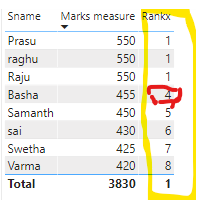 Sname Marks measure Rankx
Prasu 550 1
raghu 550 1
Raju 550 1
Basha 455 4
Samanth 450 5
sai 430 6
Swetha 425 7
Varma 420 8
Total 3830 1